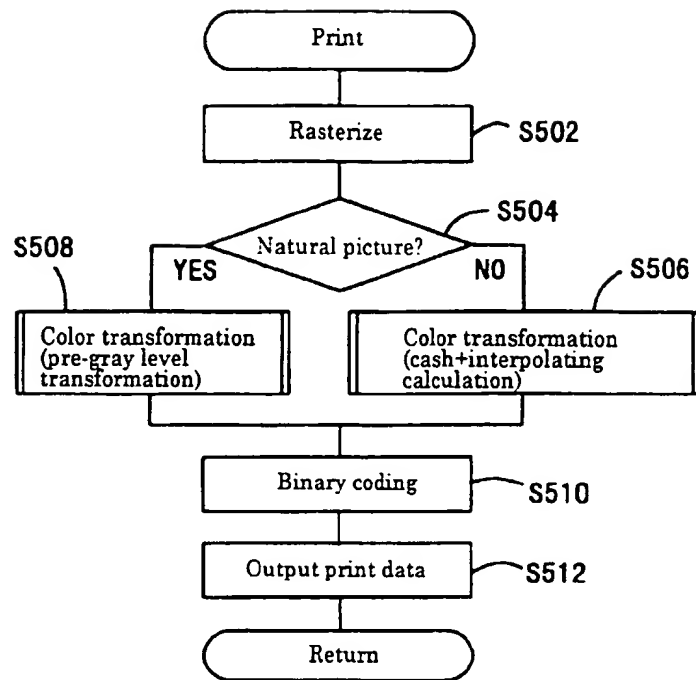 Print
Rasterize
S502
S504
Natural picture?
S508
YES
NO
S506
Color transformation
(pre-gray level
transformation)
Color transformation
(cash+interpolating
calculation)
Binary coding
S510
Output print data
S512
Return